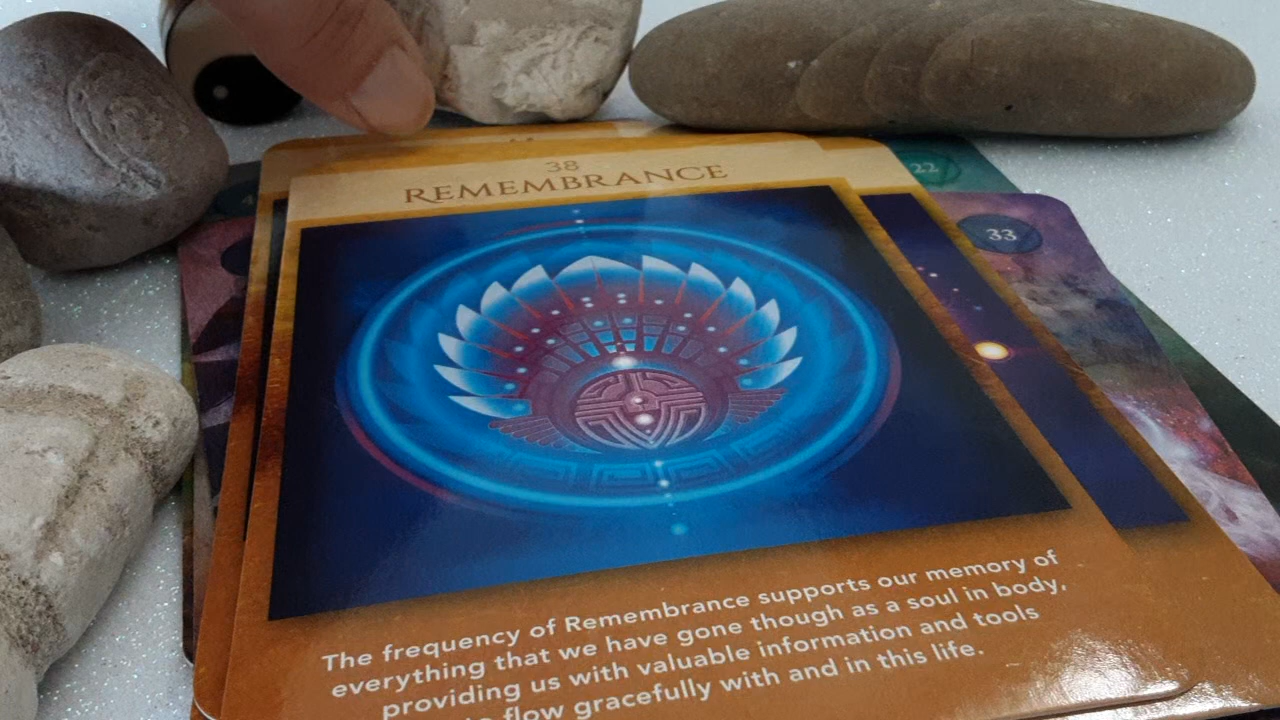 38
REMEMBRANCE
22
33
4
The frequency of Remembrance supports our memory of
everything that we have gone though as a soul in body,
providing us with valuable information and tools
flow gracefully with and in this life.